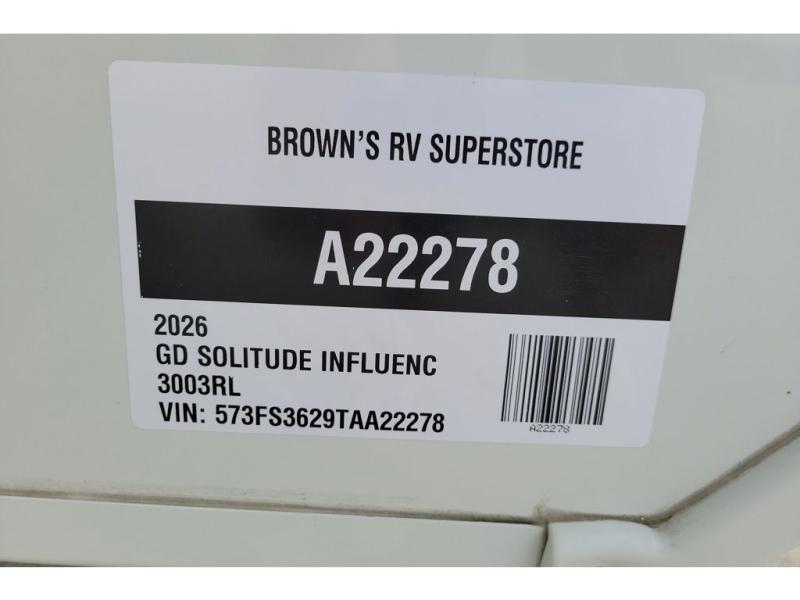 BROWN'S RV SUPERSTORE
A22278
2026
GD SOLITUDE INFLUENC
3003RL
VIN: 573FS3629TAA22278
A22278